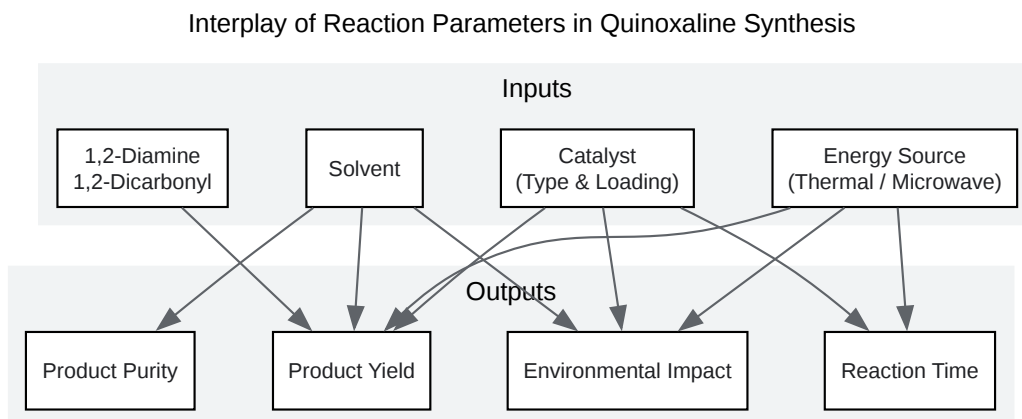 Interplay of Reaction Parameters in Quinoxaline Synthesis
Inputs
1,2-Diamine
1,2-Dicarbonyl
Solvent
Catalyst
(Type & Loading)
Energy Source
(Thermal / Microwave)
Outputs
Product Purity
Product Yield
Environmental Impact
Reaction Time